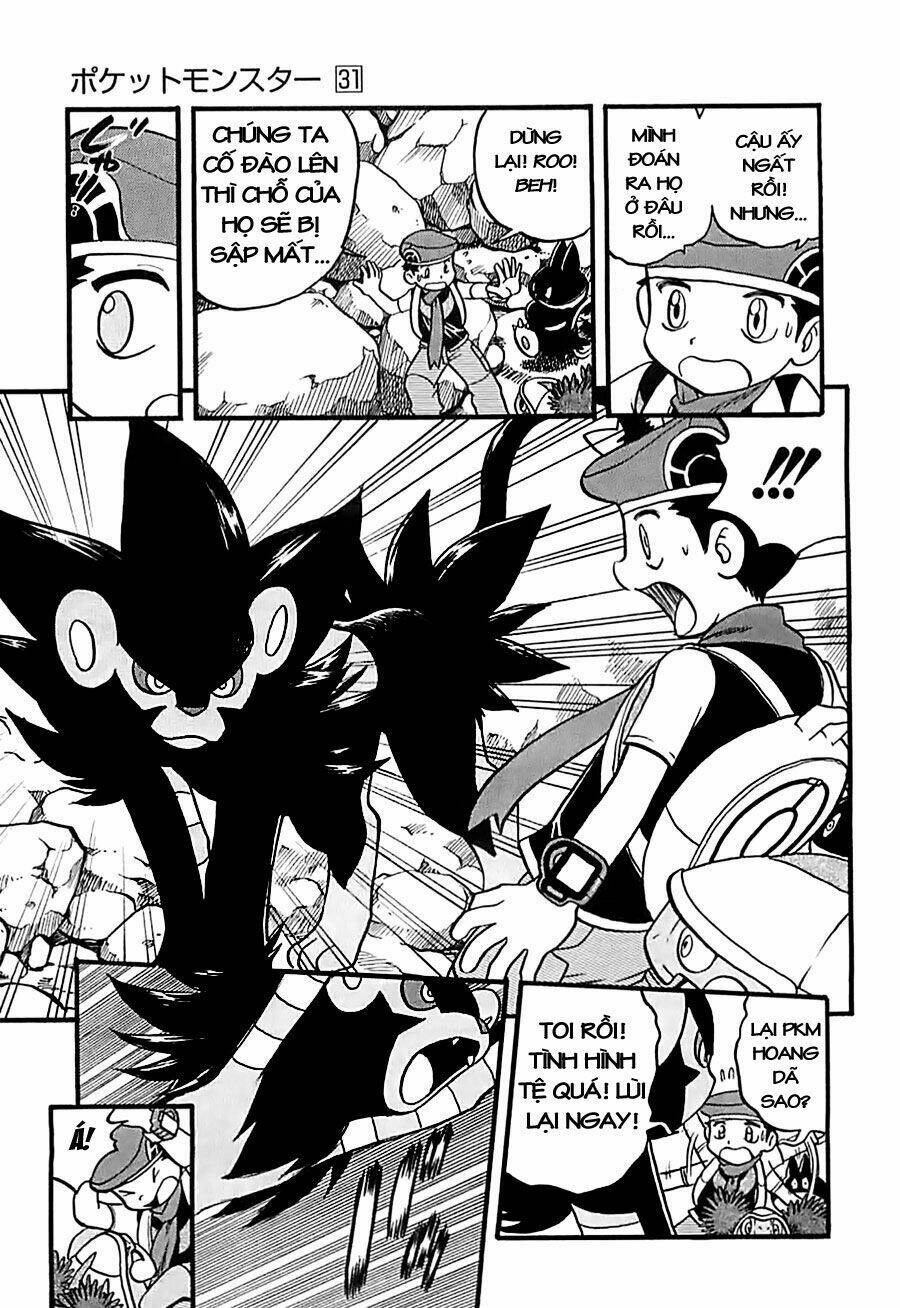 ポケットモンスター 31
CẬU ẤY
NGẤT
RỒI!
NHƯNG...
MÌNH
ĐOÁN
RA HỌ
Ở ĐÂU
RỒI...
DỪNG
LẠI! ROO!
BEH!
CHÚNG TA
CỐ ĐÀO LÊN
THÌ CHỖ CỦA
HỌ SẼ BỊ
SẬP MẤT...
!!!
LẠI PKM
HOANG
DÃ
SAO?
TOI RỒI!
TÌNH HÌNH
TỆ QUÁ! LÙI
LẠI NGAY!
Á!